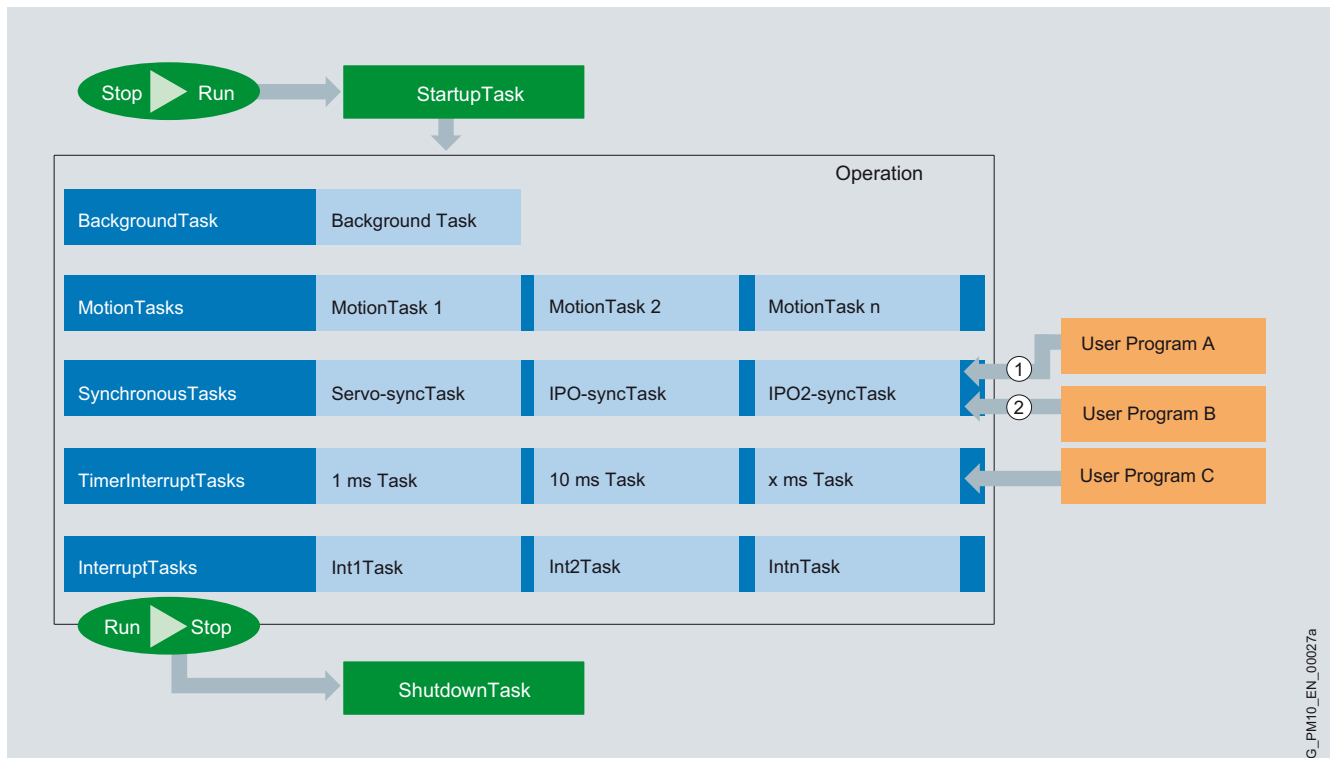 Stop Run
StartupTask
Operation
BackgroundTask Background Task
MotionTasks MotionTask 1 MotionTask 2 MotionTask n
User Program A
1
SynchronousTasks Servo-syncTask IPO-syncTask IPO2-syncTask
2
User Program B
TimerInterruptTasks 1 ms Task 10 ms Task x ms Task
User Program C
InterruptTasks Int1Task Int2Task IntnTask
Run Stop
ShutdownTask
G_PM10_EN_00027a